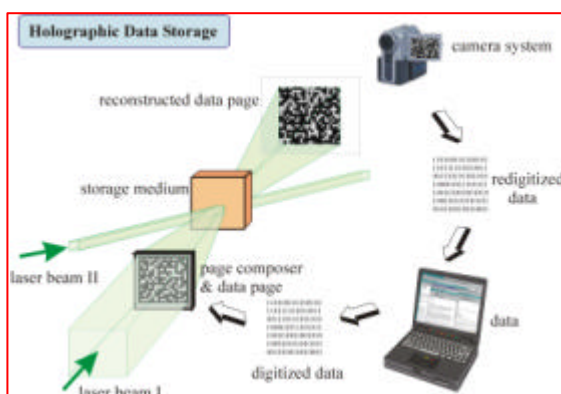 Holographic Data Storage
camera system
reconstructed data page
storage medium
redigitized
data
laser beam II
page composer
& data page
data
digitized data
laser beam I